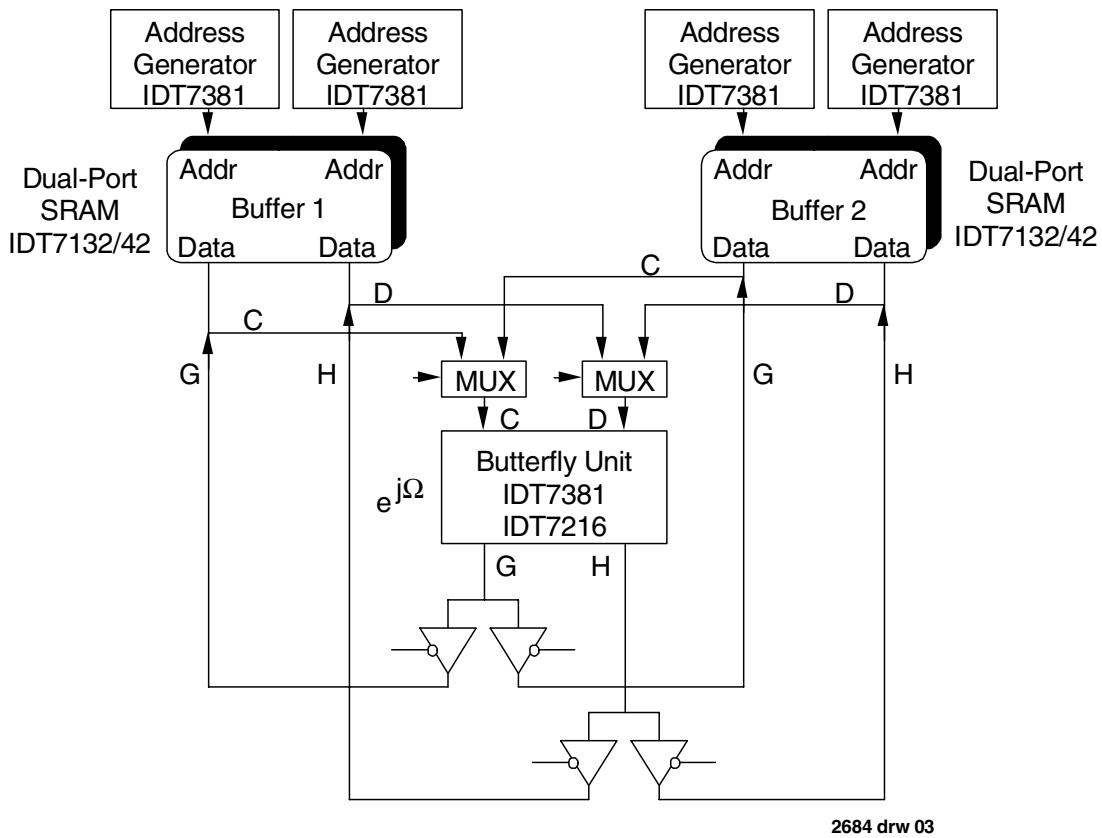 Address
Generator
IDT7381
Address
Generator
IDT7381
Address
Generator
IDT7381
Address
Generator
IDT7381
Dual-Port
SRAM
IDT7132/42
Addr
Addr
Buffer 1
Data
Data
Addr
Addr
Buffer 2
Data
Data
Dual-Port
SRAM
IDT7132/42
C
D
D
C
G
H
MUX
MUX
G
H
C
D
Butterfly Unit
IDT7381
IDT7216
e jΩ
G
H
2684 drw 03